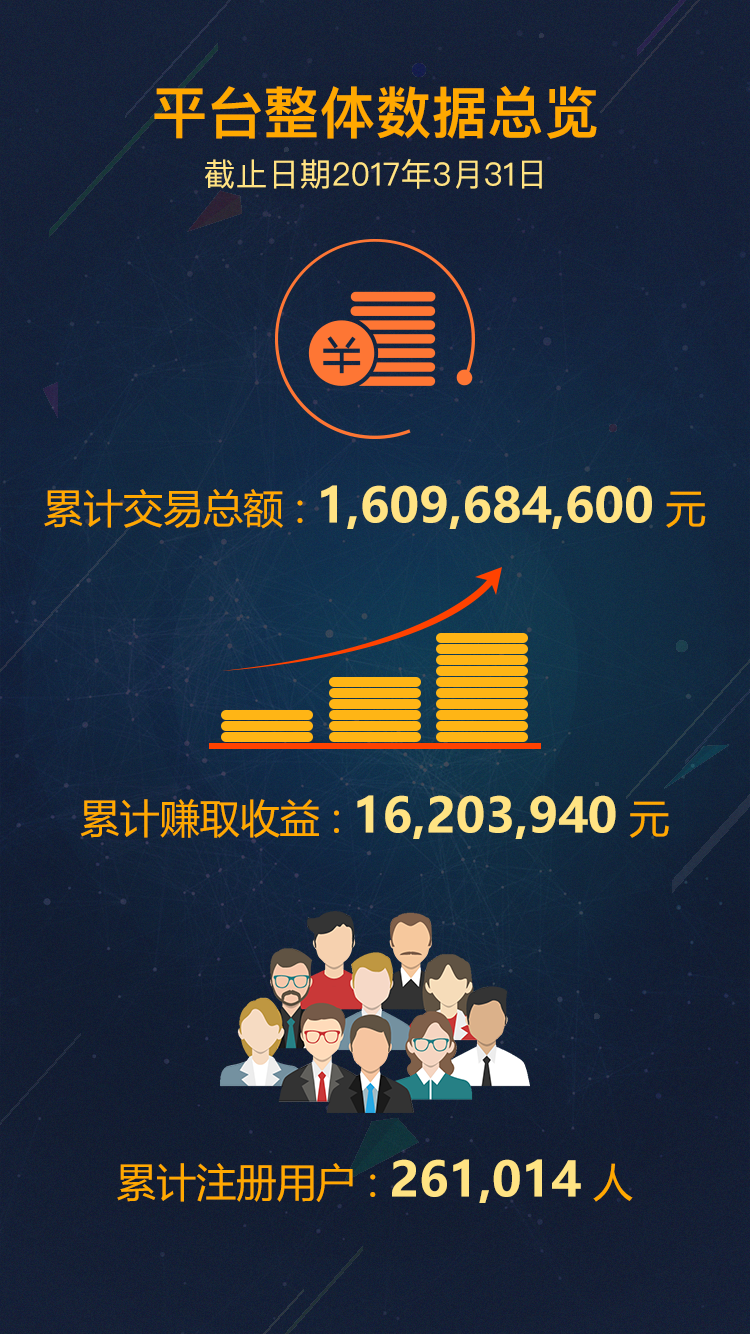 平台整体数据总览
截止日期2017年3月31日
累计交易总额：1,609,684,600 元
累计赚取收益：16,203,940 元
累计注册用户：261,014 人